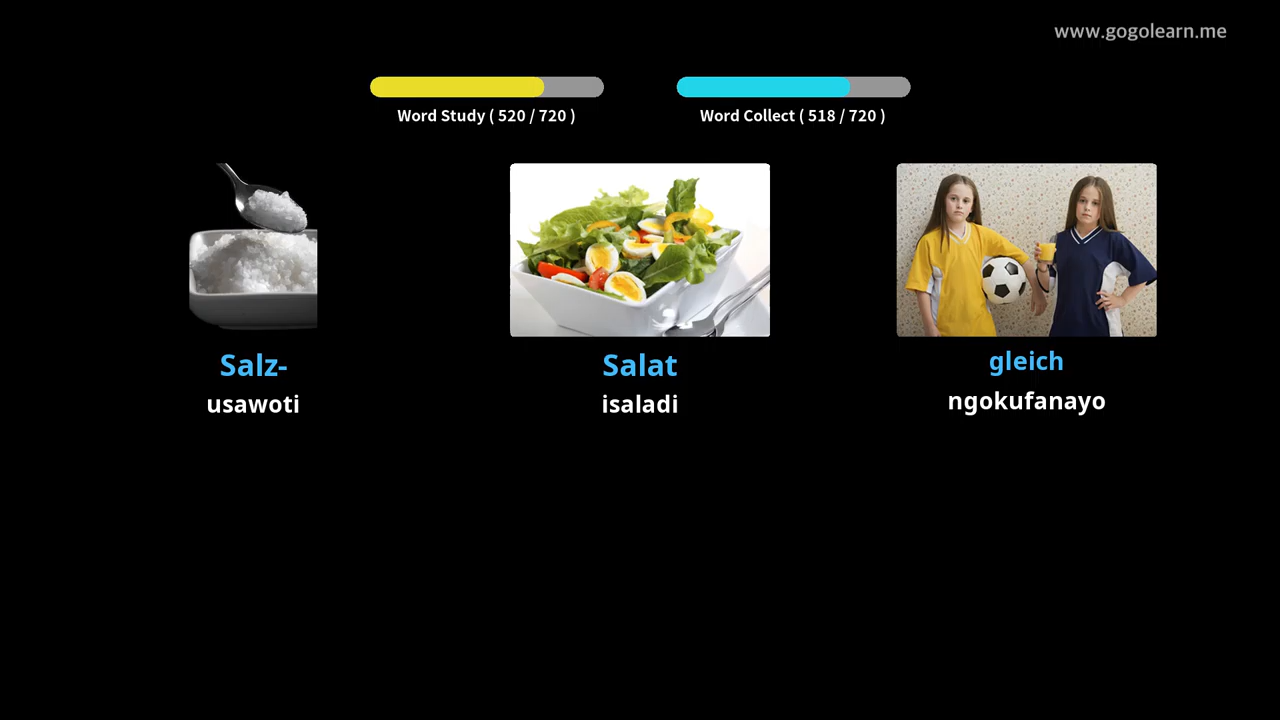 www.gogolearn.me
Word Study ( 520 / 720 )
Word Collect ( 518 / 720 )
Salz-
usawoti
Salat
isaladi
gleich
ngokufanayo